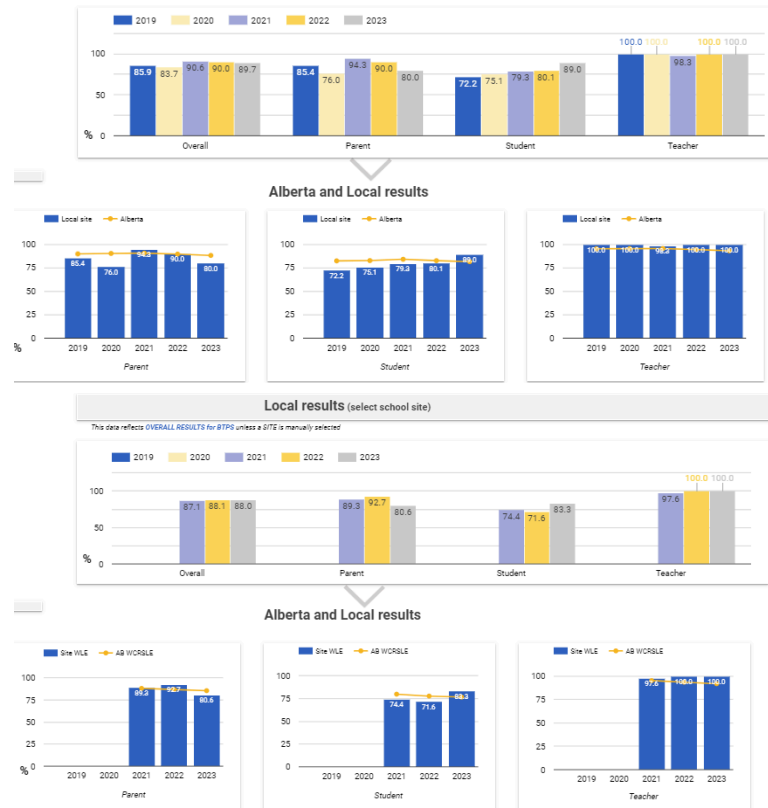 2019 2020 2021 2022 2023
100.0 100.0 100.0 100.0
100
85.9 83.7 90.6 90.0 89.7 85.4 76.0 94.3 90.0 80.0 72.2 75.1 79.3 80.1 89.0 98.3
50
% 0
Overall Parent Student Teacher
Alberta and Local results
Local site Alberta Local site Alberta Local site Alberta
100 100 100
85.4 76.0 94.3 90.0 80.0 72.2 75.1 79.3 80.1 89.0 100.0 100.0 98.3 100.0 100.0
75 75 75
50 50 50
25 25 25
0 0 0
% 2019 2020 2021 2022 2023 2019 2020 2021 2022 2023 2019 2020 2021 2022 2023
Parent Student Teacher
Local results (select school site)
This data reflects OVERALL RESULTS for BTPS unless a SITE is manually selected
2019 2020 2021 2022 2023
100.0 100.0
100
87.1 88.1 88.0 89.3 92.7 80.6 74.4 71.6 83.3 97.6
50
% 0
Overall Parent Student Teacher
Alberta and Local results
Site WLE AB WCRSLE Site WLE AB WCRSLE Site WLE AB WCRSLE
100 100 100
89.3 92.7 80.6 74.4 71.6 83.3 97.6 100.0 100.0
75 75 75
50 50 50
25 25 25
% 0 0 0
2019 2020 2021 2022 2023 2019 2020 2021 2022 2023 2019 2020 2021 2022 2023
Parent Student Teacher